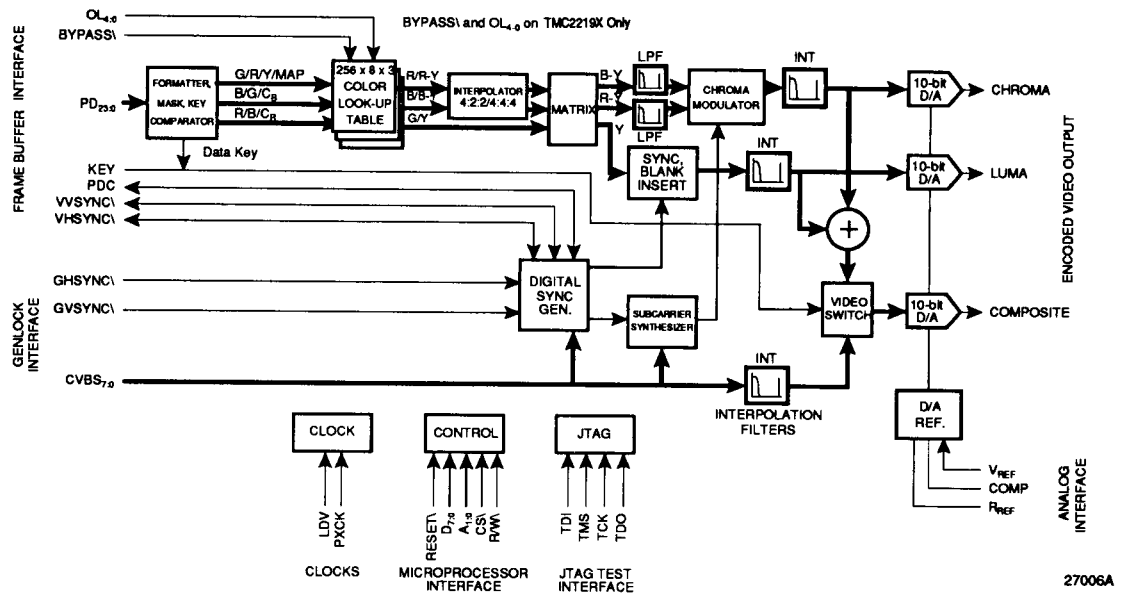 OL4:0
BYPASS\ and OL4:0 on TMC2219X Only
BYPASS\
FRAME BUFFER INTERFACE
PD23:0
FORMATTER,
MASK, KEY
COMPARATOR
G/R/Y/MAP
B/G/CB
R/B/CR
Data Key
256 x 8 x 3
COLOR
LOOK-UP
TABLE
R/R-Y
B/B-Y
G/Y
INTERPOLATOR
4:2:2/4:4:4
MATRIX
B-Y
R-Y
Y
LPF
LPF
CHROMA
MODULATOR
INT
10-bit
D/A
CHROMA
SYNC,
BLANK
INSERT
INT
10-bit
D/A
LUMA
ENCODED VIDEO OUTPUT
KEY
PDC
VVSYNC\
VHSYNC\
+
GENLOCK
INTERFACE
GHSYNC\
GVSYNC\
CVBS7:0
DIGITAL
SYNC
GEN.
SUBCARRIER
SYNTHESIZER
VIDEO
SWITCH
10-bit
D/A
COMPOSITE
INT
INTERPOLATION
FILTERS
D/A
REF.
VREF
COMP
RREF
ANALOG
INTERFACE
CLOCK
LDV
PXCK
CLOCKS
CONTROL
RESET\
D7:0
A1:0
CS\
R/W\
MICROPROCESSOR
INTERFACE
JTAG
TDI
TMS
TCK
TDO
JTAG TEST
INTERFACE
27006A